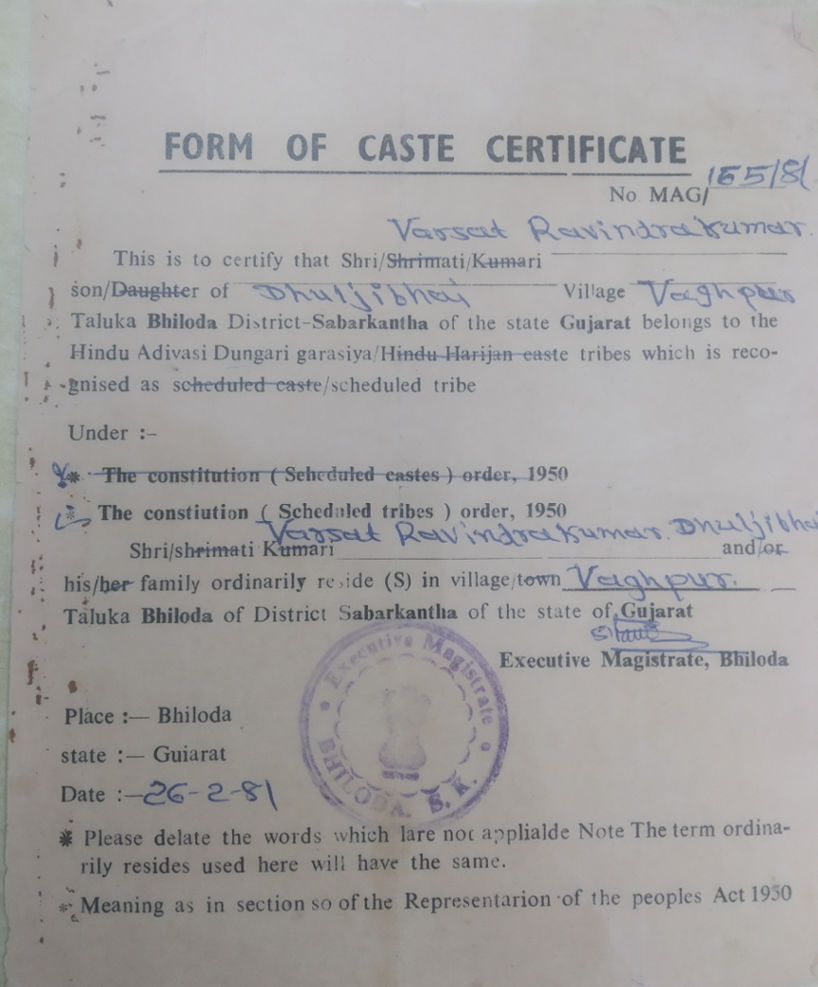 FORM OF CASTE CERTIFICATE
No MAG/165/81
Varsat Ravindrakumar.
This is to certify that Shri/Shrimati/Kumari
son/Daughter of Dhuljibhai Village Vaghpur
Taluka Bhiloda District-Sabarkantha of the state Gujarat belongs to the
Hindu Adivasi Dungari garasiya/Hindu Harijan caste tribes which is reco-
gnised as scheduled caste/scheduled tribe
Under :-
* The constitution ( Sehcduled castes ) order, 1950
* The constiution ( Scheduled tribes ) order, 1950
Varsat Ravindrakumar. Dhuljibhai
Shri/shrimati Kumari and/or
his/her family ordinarily reside (S) in village/town Vaghpur.
Taluka Bhiloda of District Sabarkantha of the state of Gujarat
Executive Magistrate, Bhiloda
Executive Magistrate
BHILODA. S. K.
Place :— Bhiloda
state :— Guiarat
Date :—26-2-81
* Please delate the words which lare not applialde Note The term ordina-
rily resides used here will have the same.
* Meaning as in section so of the Representarion of the peoples Act 1950